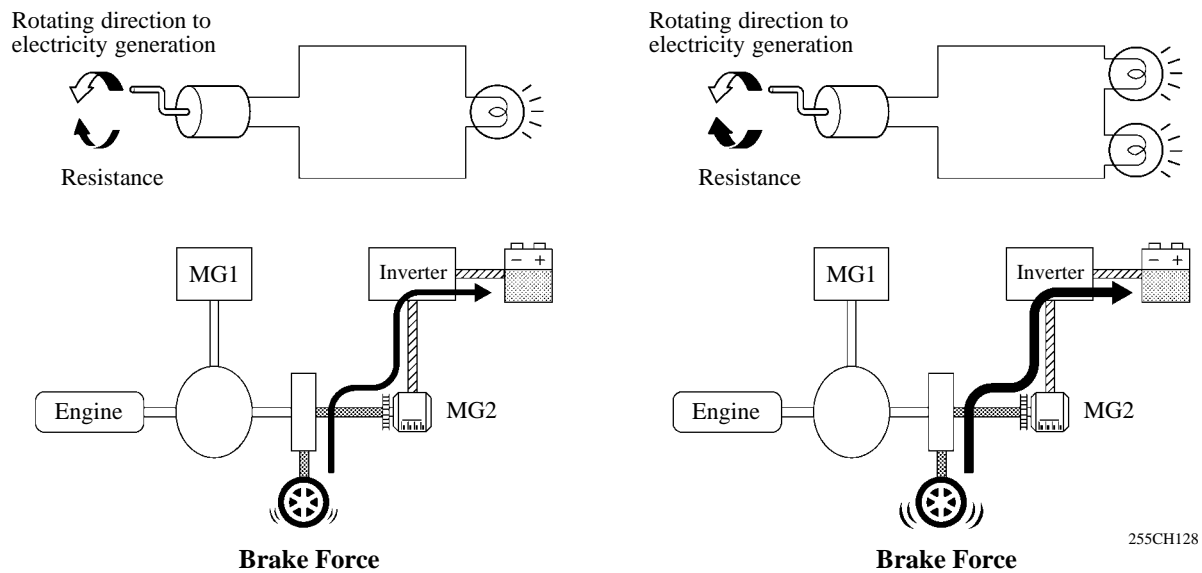 Rotating direction to
electricity generation
Resistance
MG1
Inverter
− +
Engine
MG2
Brake Force
Rotating direction to
electricity generation
Resistance
MG1
Inverter
− +
Engine
MG2
Brake Force
255CH128